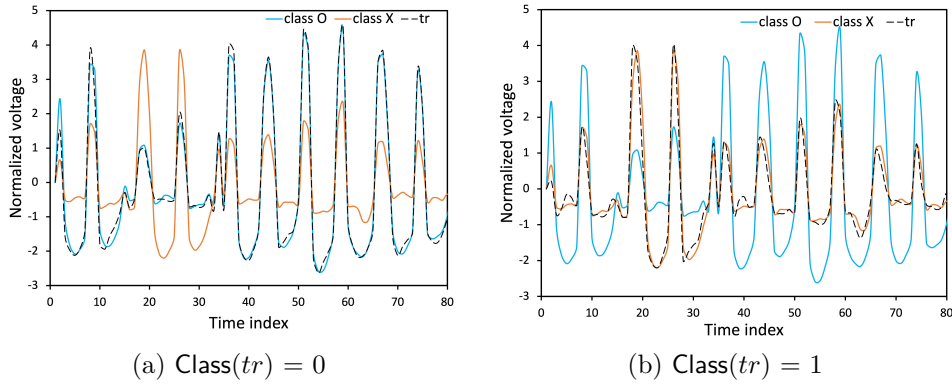 class O class X tr
5
4
3
2
1
0
-1
-2
-3
Normalized voltage
0 10 20 30 40 50 60 70 80
Time index
(a) Class(tr) = 0
class O class X tr
5
4
3
2
1
0
-1
-2
-3
Normalized voltage
0 10 20 30 40 50 60 70 80
Time index
(b) Class(tr) = 1